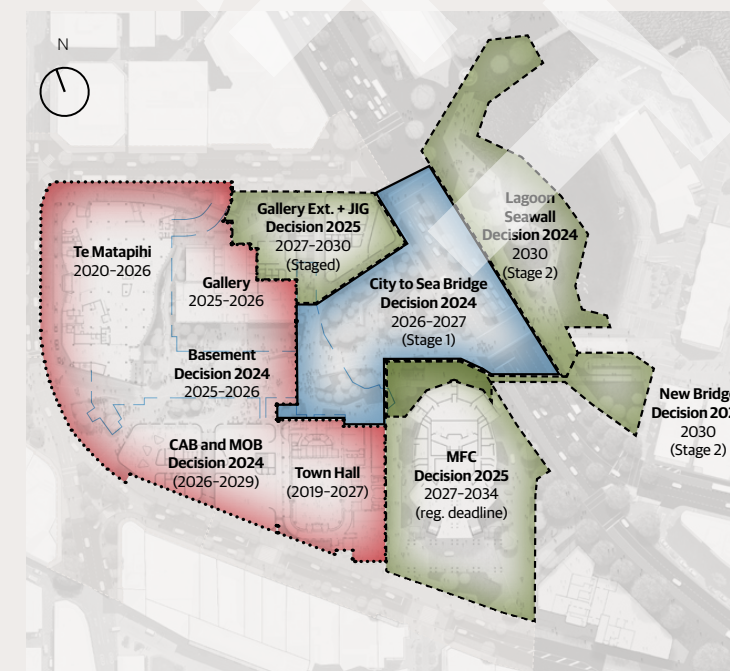 N
Gallery Ext. + JIG
Decision 2025
2027-2030
(Staged)
Lagoon
Seawall
Decision 2024
2030
(Stage 2)
Te Matapihi
2020-2026
Gallery
2025-2026
City to Sea Bridge
Decision 2024
2026-2027
(Stage 1)
Basement
Decision 2024
2025-2026
New
Decision
2030
(Stage 2)
CAB and MOB
Decision 2024
(2026-2029)
Town Hall
(2019-2027)
MFC
Decision 2025
2027-2034
(reg. deadline)